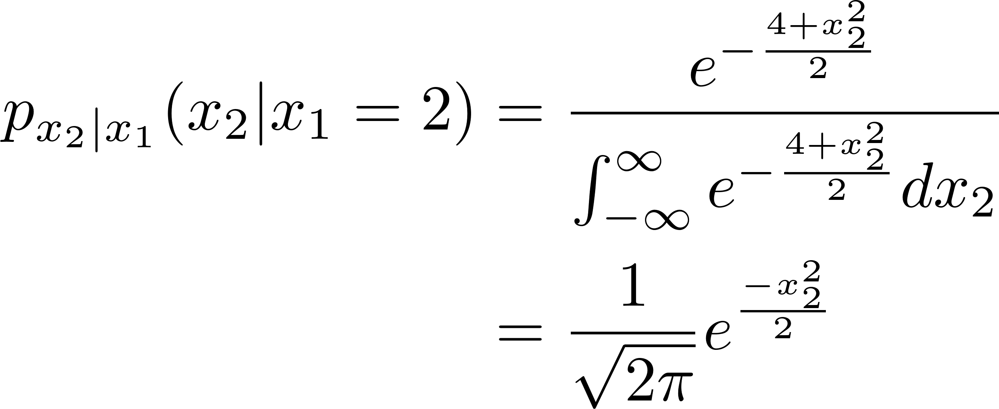 p_{x_2|x_1}(x_2|x_1 = 2) = \frac{e^{-\frac{4+x_2^2}{2}}}{\int_{-\infty}^{\infty} e^{-\frac{4+x_2^2}{2}} dx_2}
= \frac{1}{\sqrt{2\pi}} e^{\frac{-x_2^2}{2}}